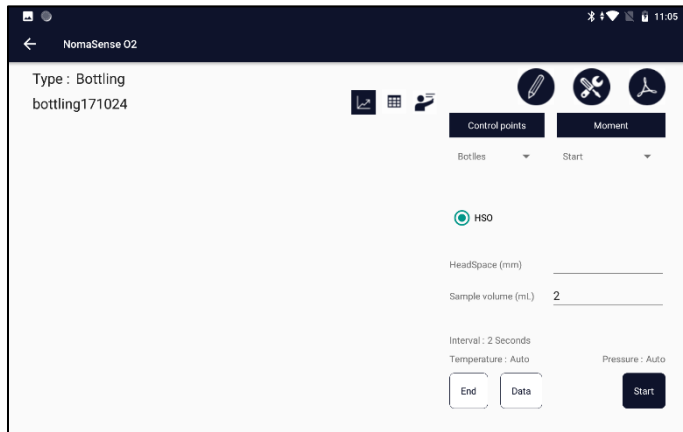 11:05
NomaSense O2
Type : Bottling
bottling171024
Control points
Moment
Botlles
Start
HSO
HeadSpace (mm)
Sample volume (mL) 2
Interval : 2 Seconds
Temperature : Auto
Pressure : Auto
End
Data
Start